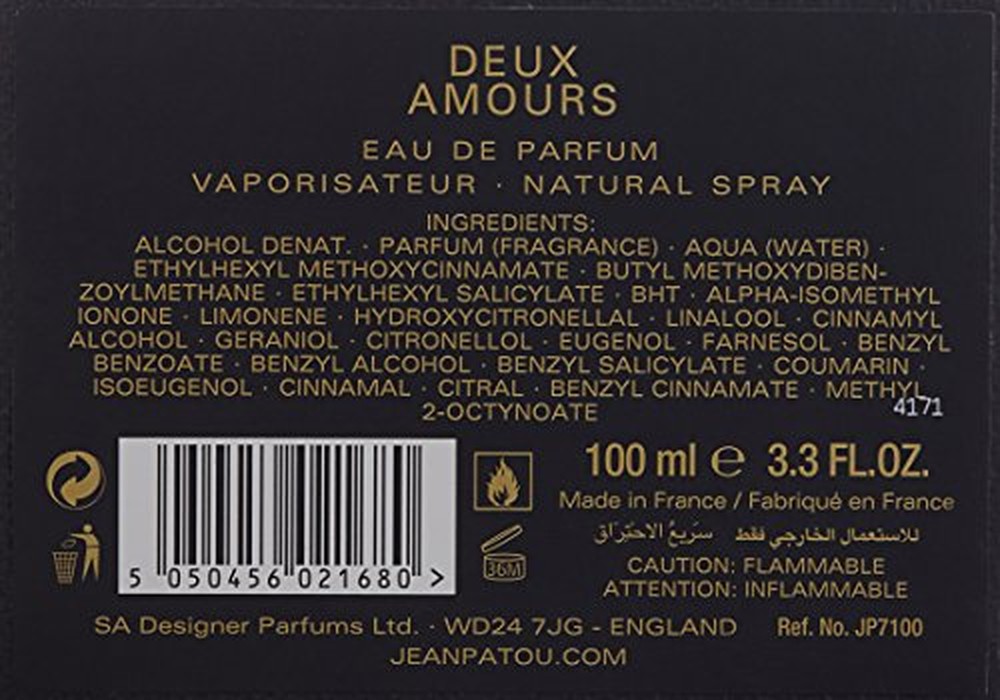 DEUX
AMOURS
EAU DE PARFUM
VAPORISATEUR · NATURAL SPRAY
INGREDIENTS:
ALCOHOL DENAT. · PARFUM (FRAGRANCE) · AQUA (WATER) ·
ETHYLHEXYL METHOXYCINNAMATE · BUTYL METHOXYDIBEN-
ZOYLMETHANE · ETHYLHEXYL SALICYLATE · BHT · ALPHA-ISOMETHYL
IONONE · LIMONENE · HYDROXYCITRONELLAL · LINALOOL · CINNAMYL
ALCOHOL · GERANIOL · CITRONELLOL · EUGENOL · FARNESOL · BENZYL
BENZOATE · BENZYL ALCOHOL · BENZYL SALICYLATE · COUMARIN ·
ISOEUGENOL · CINNAMAL · CITRAL · BENZYL CINNAMATE · METHYL
2-OCTYNOATE
4171
5 050456 021680 >
36M
100 ml ℮ 3.3 FL.OZ.
Made in France / Fabriqué en France
للاستعمال الخارجي فقط سَريعُ الاحتِراق
CAUTION: FLAMMABLE
ATTENTION: INFLAMMABLE
SA Designer Parfums Ltd. · WD24 7JG - ENGLAND Ref. No. JP7100
JEANPATOU.COM